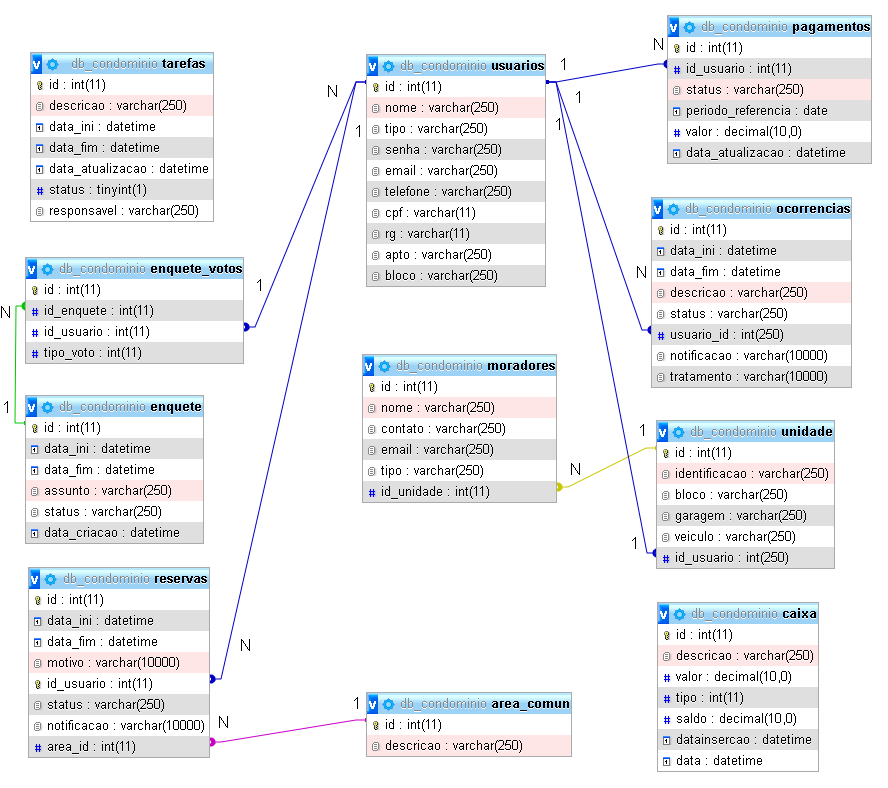 db_condominio tarefas
id : int(11)
descricao : varchar(250)
data_ini : datetime
data_fim : datetime
data_atualizacao : datetime
status : tinyint(1)
responsavel : varchar(250)
db_condominio usuarios
id : int(11)
nome : varchar(250)
tipo : varchar(250)
senha : varchar(250)
email : varchar(250)
telefone : varchar(250)
cpf : varchar(11)
rg : varchar(11)
apto : varchar(250)
bloco : varchar(250)
db_condominio pagamentos
id : int(11)
id_usuario : int(11)
status : varchar(250)
periodo_referencia : date
valor : decimal(10,0)
data_atualizacao : datetime
N
1
1
N
1
1
db_condominio ocorrencias
id : int(11)
data_ini : datetime
data_fim : datetime
descricao : varchar(250)
status : varchar(250)
usuario_id : int(250)
notificacao : varchar(10000)
tratamento : varchar(10000)
N
db_condominio enquete_votos
id : int(11)
id_enquete : int(11)
id_usuario : int(11)
tipo_voto : int(11)
1
N
1
db_condominio enquete
id : int(11)
data_ini : datetime
data_fim : datetime
assunto : varchar(250)
status : varchar(250)
data_criacao : datetime
db_condominio moradores
id : int(11)
nome : varchar(250)
contato : varchar(250)
email : varchar(250)
tipo : varchar(250)
id_unidade : int(11)
N
1
db_condominio unidade
id : int(11)
identificacao : varchar(250)
bloco : varchar(250)
garagem : varchar(250)
veiculo : varchar(250)
id_usuario : int(250)
1
db_condominio reservas
id : int(11)
data_ini : datetime
data_fim : datetime
motivo : varchar(10000)
id_usuario : int(11)
status : varchar(250)
notificacao : varchar(10000)
area_id : int(11)
N
N
1
db_condominio area_comun
id : int(11)
descricao : varchar(250)
db_condominio caixa
id : int(11)
descricao : varchar(250)
valor : decimal(10,0)
tipo : int(11)
saldo : decimal(10,0)
datainsercao : datetime
data : datetime